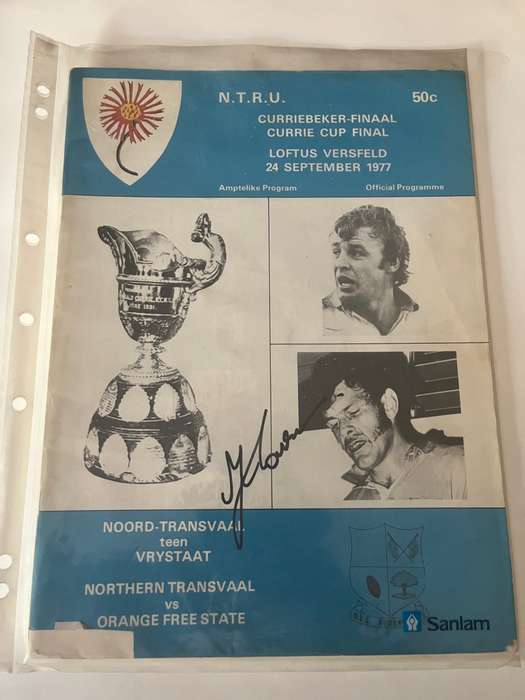 N.T.R.U.
50c
CURRIEBEKER-FINAAL
CURRIE CUP FINAL
LOFTUS VERSFELD
24 SEPTEMBER 1977
Amptelike Program
Official Programme
NOORD-TRANSVAAL
teen
VRYSTAAT
NORTHERN TRANSVAAL
vs
ORANGE FREE STATE
Sanlam